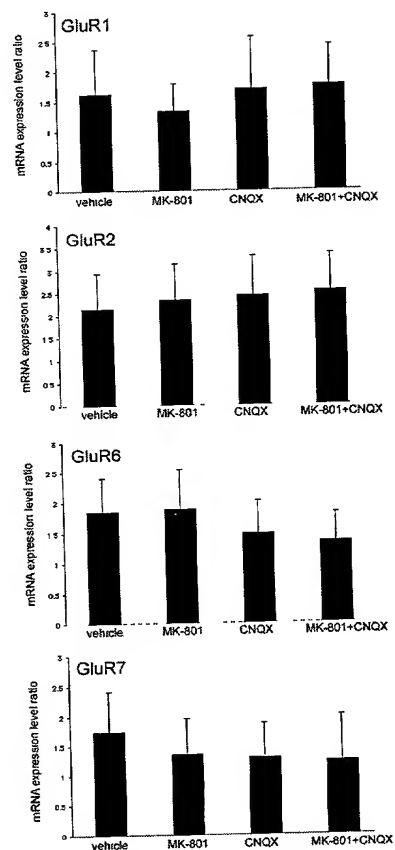 GluR1
mRNA expression level ratio
3
2.5
2
1.5
1
0.5
0
vehicle MK-801 CNQX MK-801+CNQX
GluR2
mRNA expression level ratio
4
3.5
3
2.5
2
1.5
1
0.5
0
vehicle MK-801 CNQX MK-801+CNQX
GluR6
mRNA expression level ratio
3
2.5
2
1.5
1
0.5
0
vehicle MK-801 CNQX MK-801+CNQX
GluR7
mRNA expression level ratio
3
2.5
2
1.5
1
0.5
0
vehicle MK-801 CNQX MK-801+CNQX